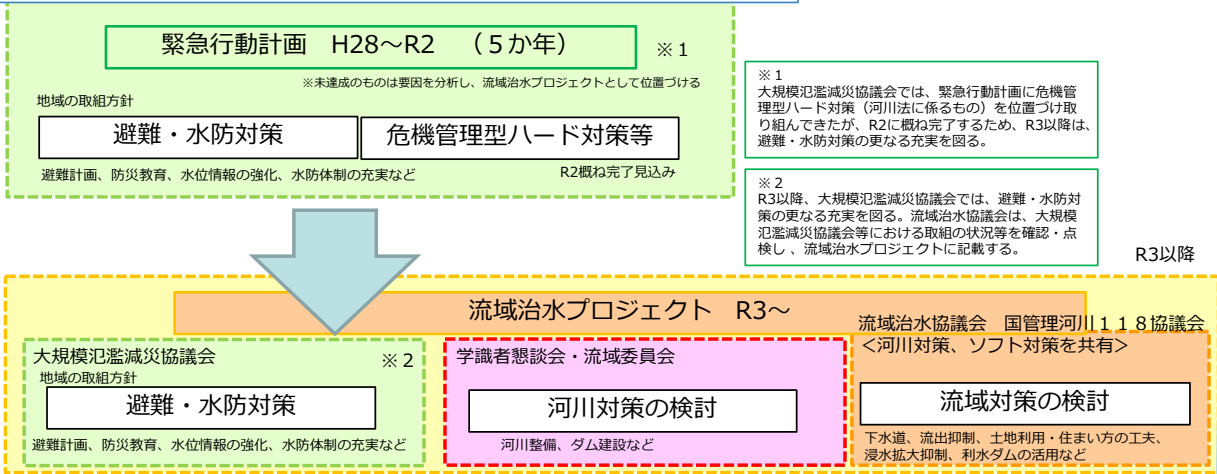 緊急行動計画　H28～R2　（５か年）
※１
※未達成のものは要因を分析し、流域治水プロジェクトとして位置づける
地域の取組方針
避難・水防対策
危機管理型ハード対策等
避難計画、防災教育、水位情報の強化、水防体制の充実など
R2概ね完了見込み
※１
大規模氾濫減災協議会では、緊急行動計画に危機管
理型ハード対策（河川法に係るもの）を位置づけ取
り組んできたが、R2に概ね完了するため、R3以降は、
避難・水防対策の更なる充実を図る。
※２
R3以降、大規模氾濫減災協議会では、避難・水防対
策の更なる充実を図る。流域治水協議会は、大規模
氾濫減災協議会等における取組の状況等を確認・点
検し 、流域治水プロジェクトに記載する。
R3以降
流域治水プロジェクト　R3～
大規模氾濫減災協議会
※２
地域の取組方針
避難・水防対策
避難計画、防災教育、水位情報の強化、水防体制の充実など
学識者懇談会・流域委員会
河川対策の検討
河川整備、ダム建設など
流域治水協議会　国管理河川１１８協議会
＜河川対策、ソフト対策を共有＞
流域対策の検討
下水道、流出抑制、土地利用・住まい方の工夫、
浸水拡大抑制、利水ダムの活用など